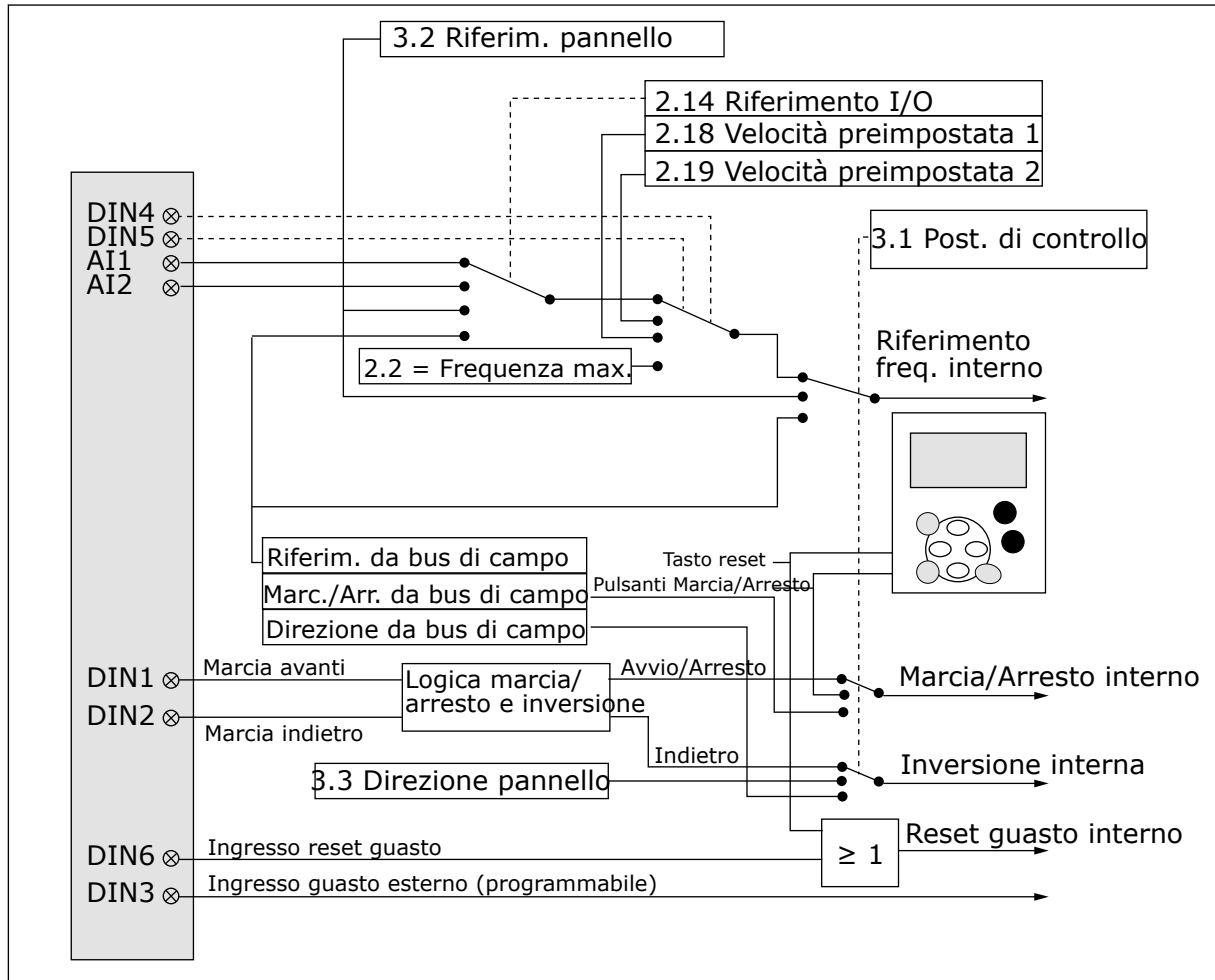 3.2 Riferim. pannello
2.14 Riferimento I/O
2.18 Velocità preimpostata 1
2.19 Velocità preimpostata 2
DIN4
DIN5
AI1
AI2
3.1 Post. di controllo
2.2 = Frequenza max.
Riferimento
freq. interno
Riferim. da bus di campo
Marc./Arr. da bus di campo
Direzione da bus di campo
Tasto reset
Pulsanti Marcia/Arresto
DIN1
Marcia avanti
DIN2
Marcia indietro
Logica marcia/
arresto e inversione
Avvio/Arresto
Marcia/Arresto interno
Indietro
3.3 Direzione pannello
Inversione interna
DIN6
Ingresso reset guasto
≥ 1
Reset guasto interno
DIN3
Ingresso guasto esterno (programmabile)